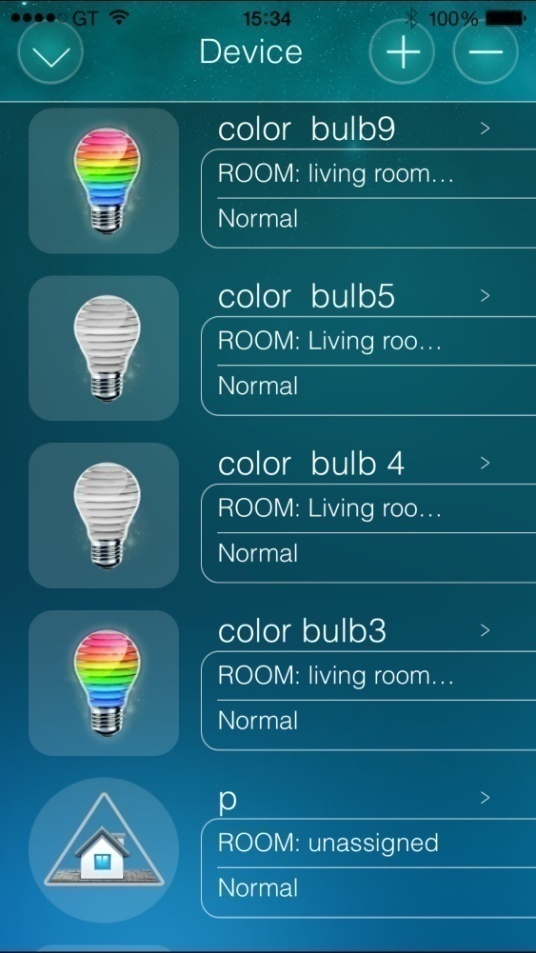 GT 15:34 100%
Device
color bulb9 >
ROOM: living room...
Normal
color bulb5 >
ROOM: Living roo...
Normal
color bulb 4 >
ROOM: Living roo...
Normal
color bulb3 >
ROOM: living room...
Normal
p >
ROOM: unassigned
Normal